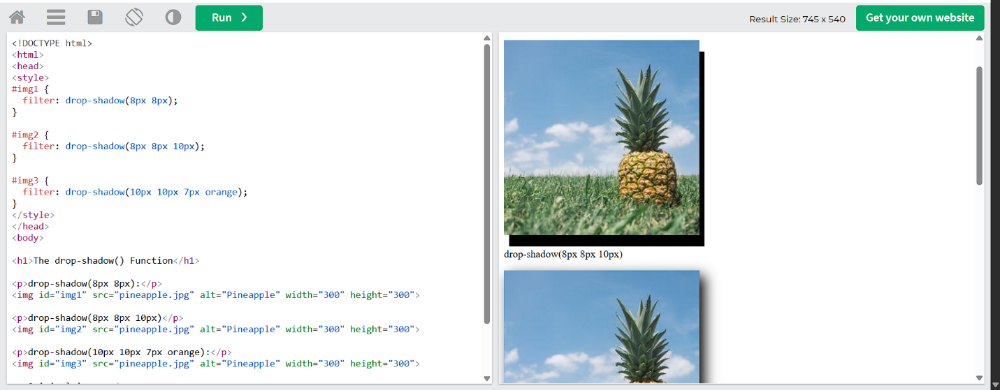 Run ❯
Result Size: 745 x 540
Get your own website
<!DOCTYPE html>
<html>
<head>
<style>
#img1 {
  filter: drop-shadow(8px 8px);
}
#img2 {
  filter: drop-shadow(8px 8px 10px);
}
#img3 {
  filter: drop-shadow(10px 10px 7px orange);
}
</style>
</head>
<body>
<h1>The drop-shadow() Function</h1>
<p>drop-shadow(8px 8px):</p>
<img id="img1" src="pineapple.jpg" alt="Pineapple" width="300" height="300">
<p>drop-shadow(8px 8px 10px)</p>
<img id="img2" src="pineapple.jpg" alt="Pineapple" width="300" height="300">
<p>drop-shadow(10px 10px 7px orange):</p>
<img id="img3" src="pineapple.jpg" alt="Pineapple" width="300" height="300">
drop-shadow(8px 8px 10px)